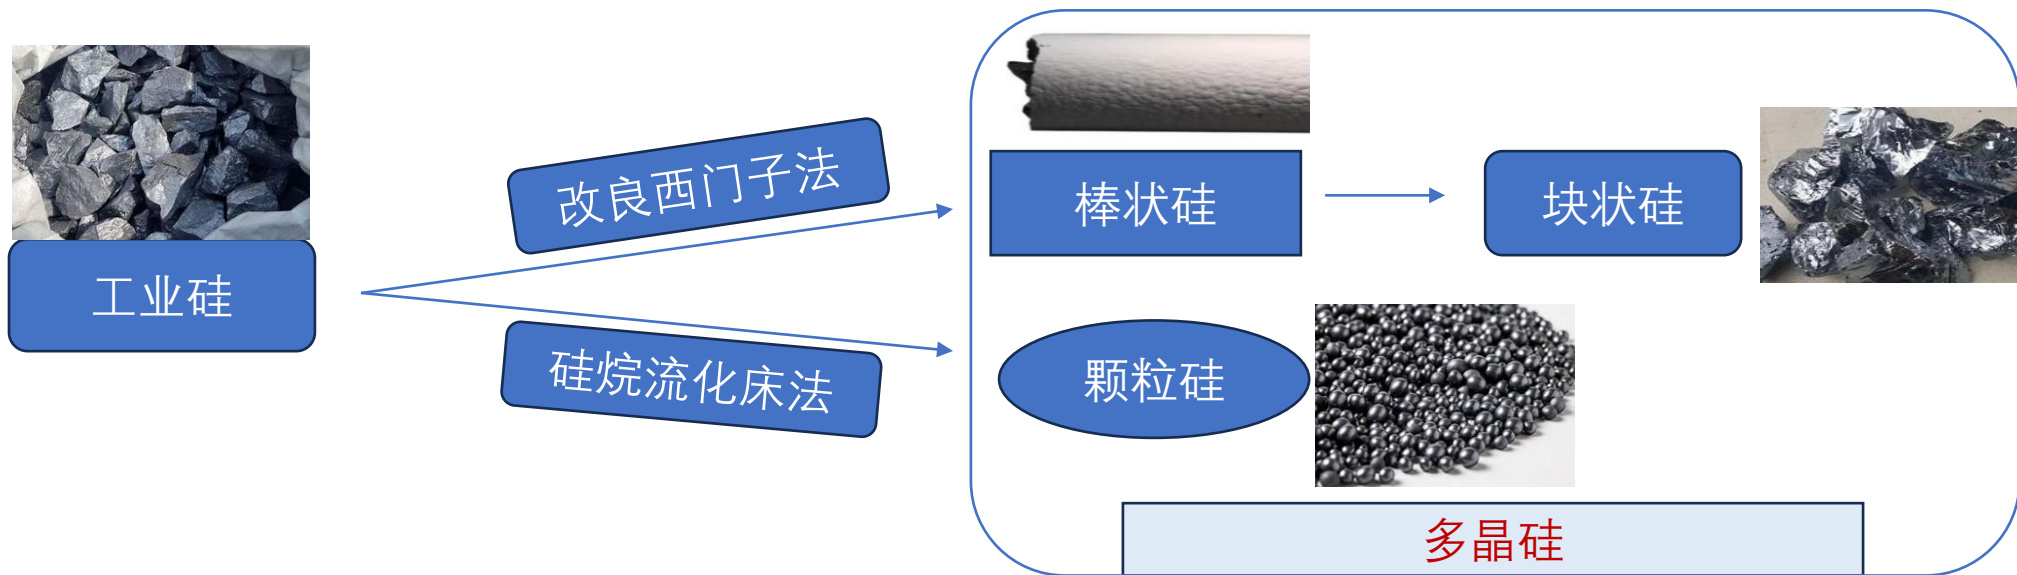 工业硅
改良西门子法
硅烷流化床法
棒状硅
块状硅
颗粒硅
多晶硅